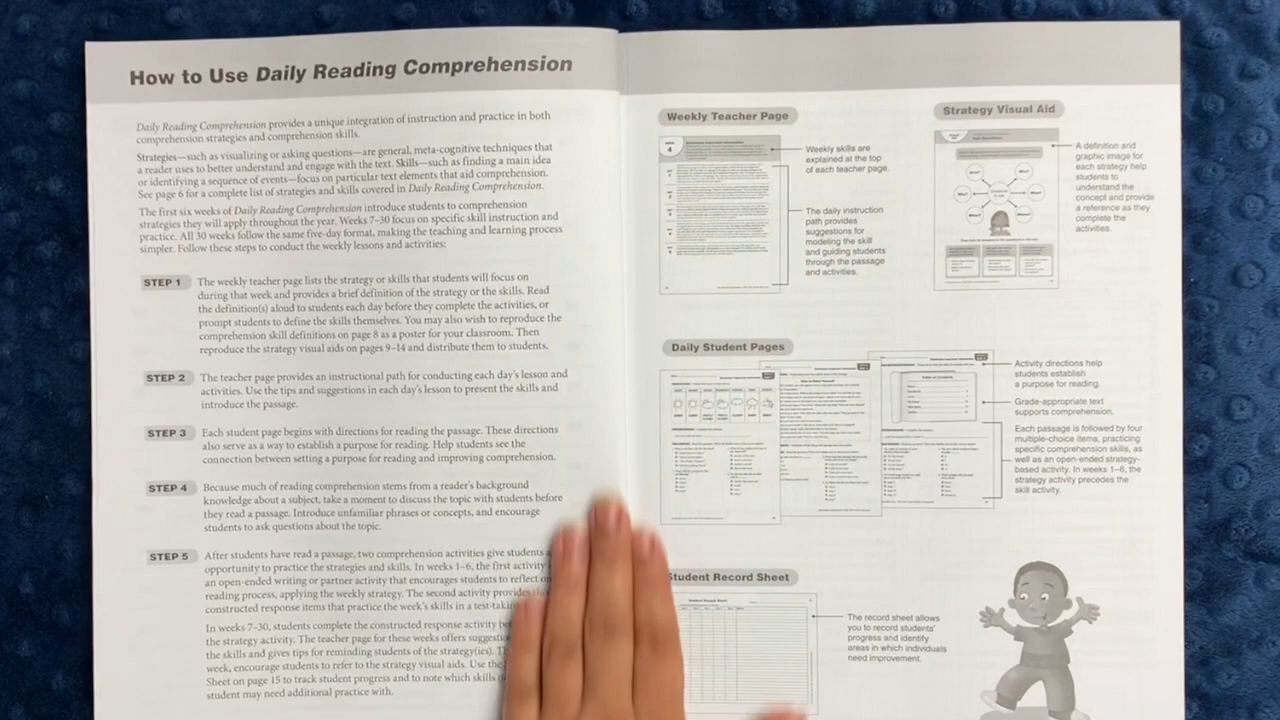 How to Use Daily Reading Comprehension
Daily Reading Comprehension provides a unique integration of instruction and practice in both
comprehension strategies and comprehension skills.
Strategies—such as visualizing or asking questions—are general, meta-cognitive techniques that
a reader uses to better understand and engage with the text. Skills—such as finding a main idea
or identifying a sequence of events—focus on particular elements of text that aid comprehension.
See page 6 for a complete list of strategies and skills covered in Daily Reading Comprehension.
The first six weeks of Daily Reading Comprehension introduce students to comprehension
strategies they will apply throughout the year. Weeks 7–30 focus on specific skill instruction and
practice. All 30 weeks follow the same five-day format, making the teaching and learning process
simpler. Follow these steps to conduct the weekly lessons and activities:
STEP 1 The weekly teacher page lists the strategy or skills that students will focus on
during that week and provides a brief definition of the strategy or the skills. Read
the definition(s) aloud to students each day before they complete the activities, or
prompt students to define the skills themselves. You may also wish to reproduce the
comprehension skill definitions on page 8 as a poster for your classroom. Then
reproduce the strategy visual aids on pages 9–14 and distribute them to students.
STEP 2 The teacher page provides an instructional path for conducting each day's lesson and
activities. Use the tips and suggestions in each day's lesson to present the skills and
introduce the passage.
STEP 3 Each student page begins with directions for reading the passage. These directions
also serve as a way to establish a purpose for reading. Help students see the
connection between setting a purpose for reading and improving comprehension.
STEP 4 Because much of reading comprehension stems from a reader's background
knowledge about a subject, take a moment to discuss the topic with students before
they read a passage. Introduce unfamiliar phrases or concepts, and encourage
students to ask questions about the topic.
STEP 5 After students have read a passage, two comprehension activities give students
opportunity to practice the strategies and skills. In weeks 1–6, the first activity
an open-ended writing or partner activity that encourages students to reflect on
reading process, applying the weekly strategy. The second activity provides
constructed response items that practice the week's skills in a
In weeks 7–30, students complete the constructed response activity
the strategy activity. The teacher page for these weeks offers
the skills and gives tips for reminding students of the strategy(ies).
week, encourage students to refer to the strategy visual aids. Use the
Sheet on page 15 to track student progress and to note which skills
student may need additional practice with.
Weekly Teacher Page
Weekly skills are
explained at the top
of each teacher page.
The daily instruction
path provides
suggestions for
modeling the skill
and guiding students
through the passage
and activities.
Strategy Visual Aid
A definition and
graphic image for
each strategy help
students to
understand the
concept and provide
a reference as they
complete the
activities.
Daily Student Pages
Table of Contents
Activity directions help
students establish
a purpose for reading.
Grade-appropriate text
supports comprehension.
Each passage is followed by four
multiple-choice items, practicing
specific comprehension skills, as
well as an open-ended strategy-
based activity. In weeks 1–6, the
strategy activity precedes the
skill activity.
Student Record Sheet
Student Record Sheet
The record sheet allows
you to record students'
progress and identify
areas in which individuals
need improvement.